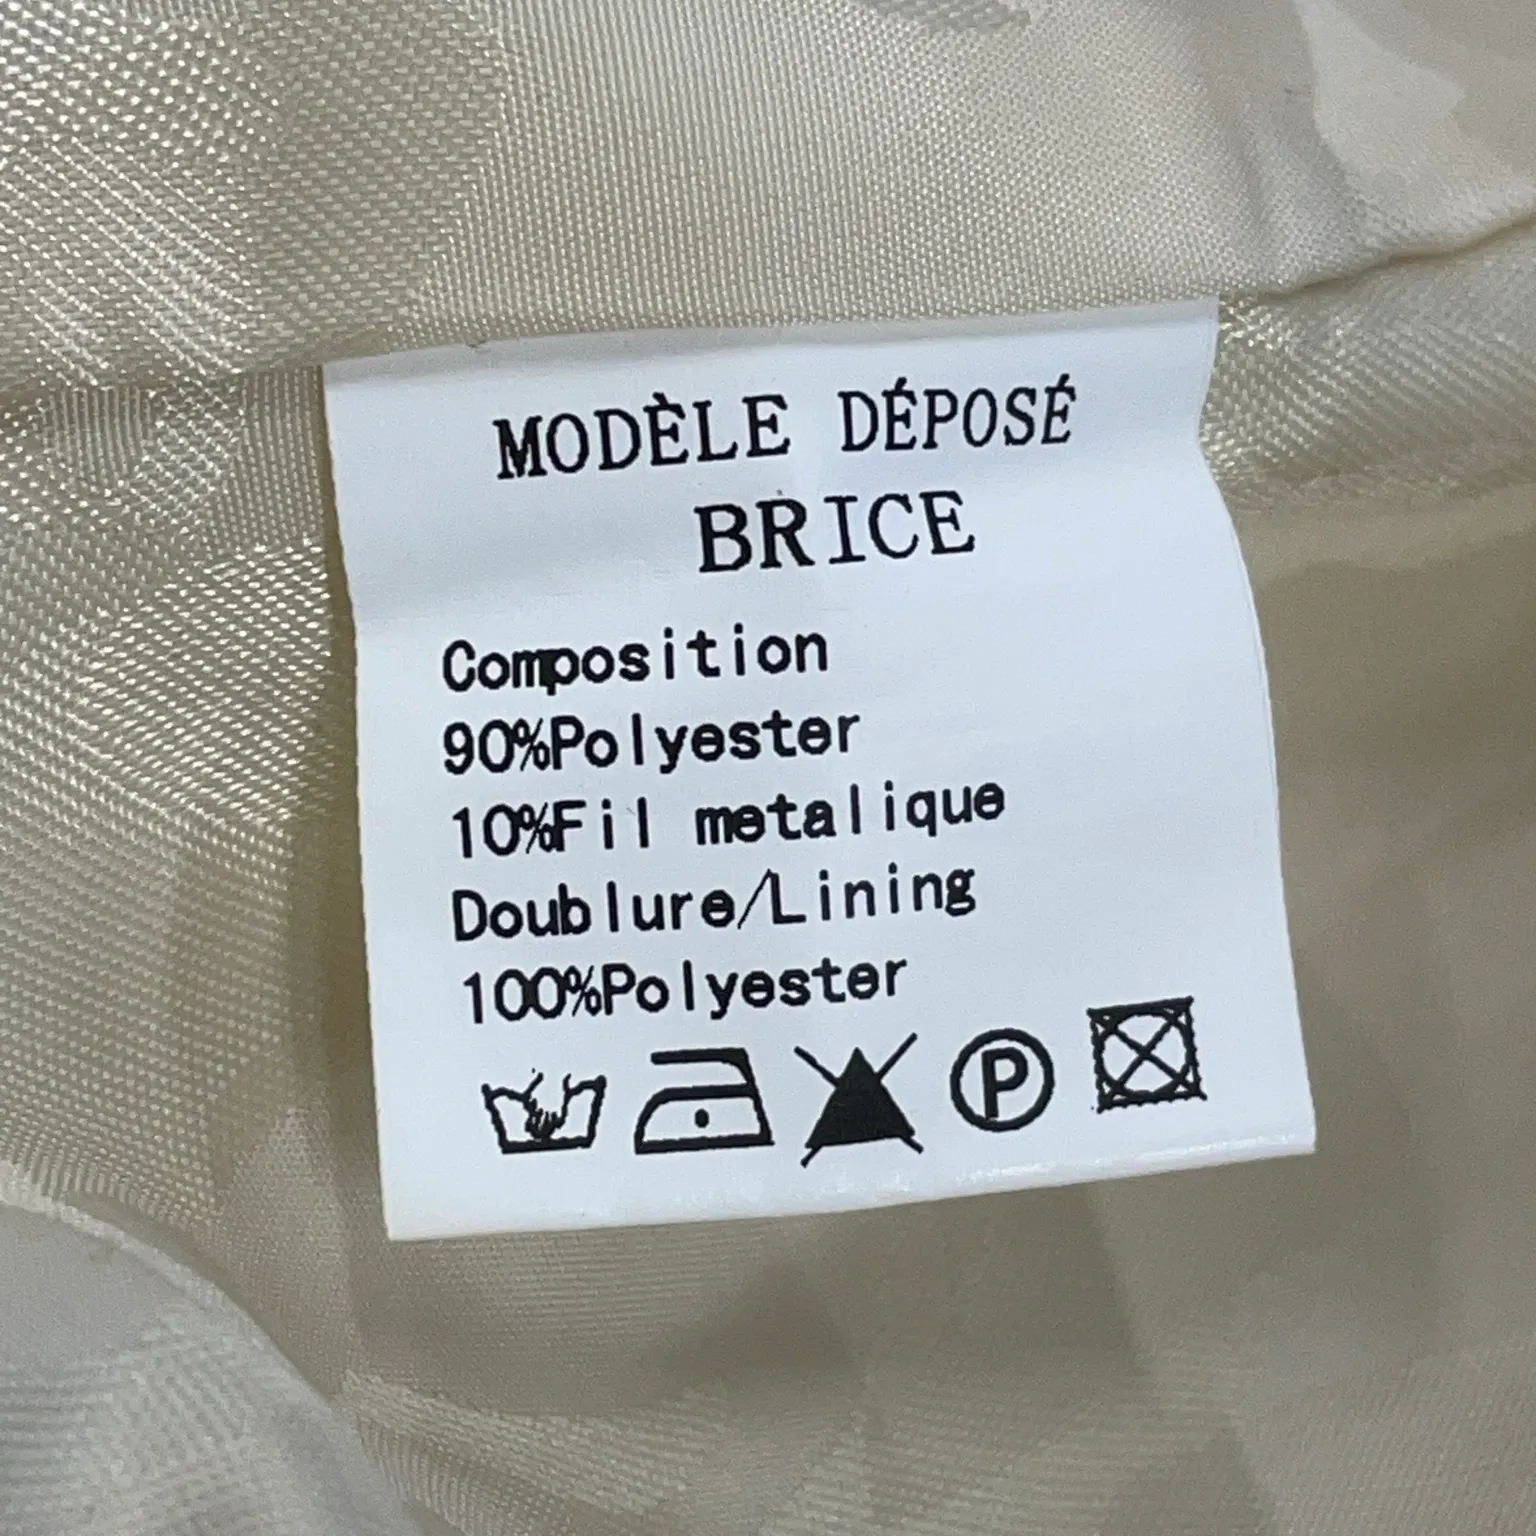 MODÈLE DÉPOSÉ
BRICE
Composition
90%Polyester
10%Fil metalique
Doublure/Lining
100%Polyester
P